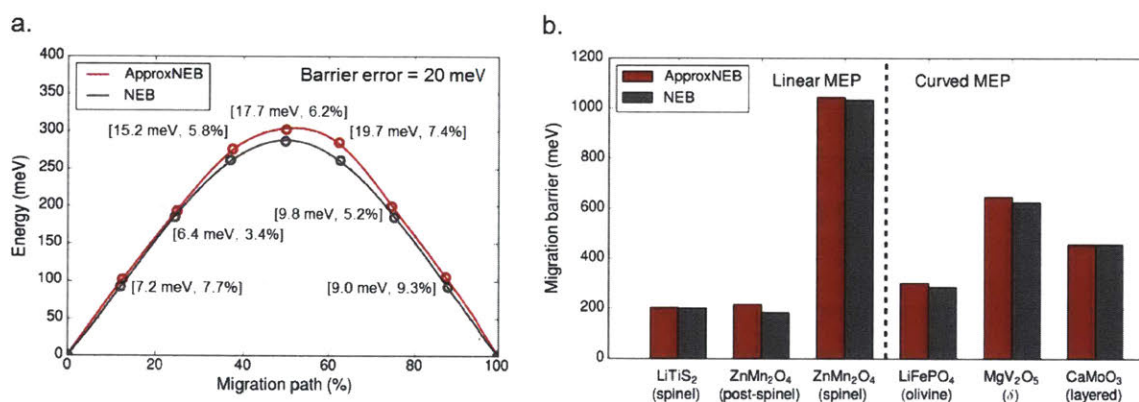 a.
400
350
300
250
200
150
100
50
0
Energy (meV)
ApproxNEB
NEB
Barrier error = 20 meV
[17.7 meV, 6.2%]
[15.2 meV, 5.8%]
[19.7 meV, 7.4%]
[9.8 meV, 5.2%]
[6.4 meV, 3.4%]
[7.2 meV, 7.7%]
[9.0 meV, 9.3%]
0 20 40 60 80 100
Migration path (%)
b.
1200
1000
800
600
400
200
0
Migration barrier (meV)
ApproxNEB
NEB
Linear MEP
Curved MEP
LiTiS₂ ZnMn₂O₄ ZnMn₂O₄ LiFePO₄ MgV₂O₅ CaMoO₃
(spinel) (post-spinel) (spinel) (olivine) (δ) (layered)